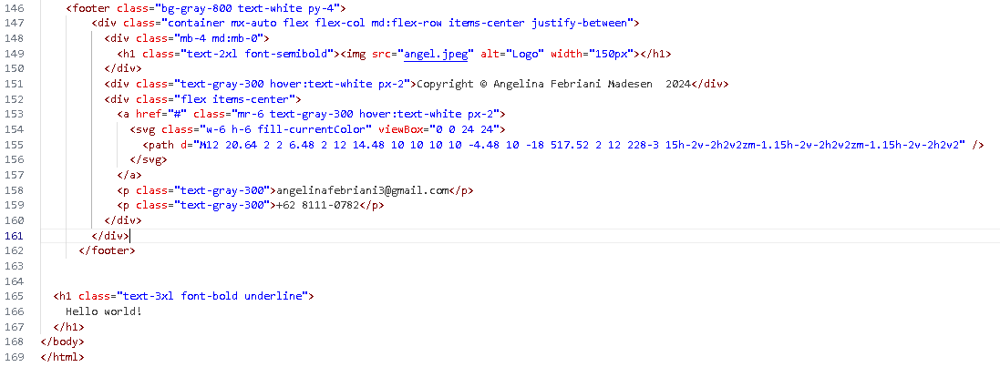 146 <footer class="bg-gray-800 text-white py-4">
147 <div class="container mx-auto flex flex-col md:flex-row items-center justify-between">
148 <div class="mb-4 md:mb-0">
149 <h1 class="text-2xl font-semibold"><img src="angel.jpeg" alt="Logo" width="150px"></h1>
150 </div>
151 <div class="text-gray-300 hover:text-white px-2">Copyright © Angelina Febriani Madesen  2024</div>
152 <div class="flex items-center">
153 <a href="#" class="mr-6 text-gray-300 hover:text-white px-2">
154 <svg class="w-6 h-6 fill-currentColor" viewBox="0 0 24 24">
155 <path d="M12 20.64 2 2 6.48 2 12 14.48 10 10 10 10 -4.48 10 -18 517.52 2 12 228-3 15h-2v-2h2v2zm-1.15h-2v-2h2v2zm-1.15h-2v-2h2v2" />
156 </svg>
157 </a>
158 <p class="text-gray-300">angelinafebriani3@gmail.com</p>
159 <p class="text-gray-300">+62 8111-0782</p>
160 </div>
161 </div>
162 </footer>
163
164
165 <h1 class="text-3xl font-bold underline">
166 Hello world!
167 </h1>
168 </body>
169 </html>